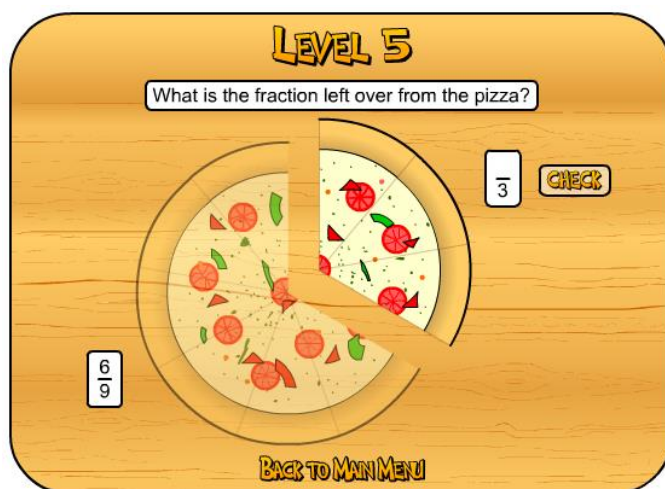 LEVEL 5
What is the fraction left over from the pizza?
3
CHECK
6
9
BACK TO MAIN MENU